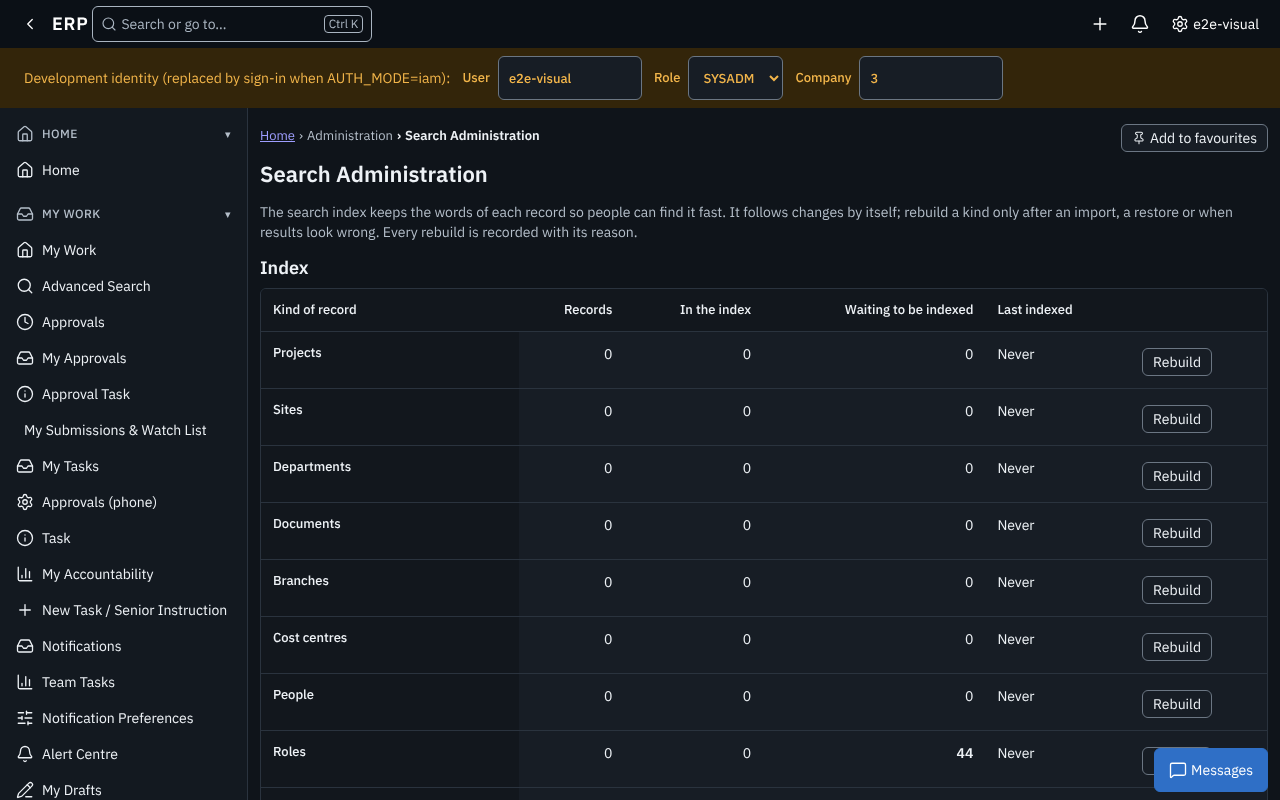 ERP
Search or go to...
Ctrl K
e2e-visual
Development identity (replaced by sign-in when AUTH_MODE=iam): User e2e-visual Role SYSADM Company 3
HOME
Home
MY WORK
My Work
Advanced Search
Approvals
My Approvals
Approval Task
My Submissions & Watch List
My Tasks
Approvals (phone)
Task
My Accountability
New Task / Senior Instruction
Notifications
Team Tasks
Notification Preferences
Alert Centre
My Drafts
Home › Administration › Search Administration
Add to favourites
Search Administration
The search index keeps the words of each record so people can find it fast. It follows changes by itself; rebuild a kind only after an import, a restore or when
results look wrong. Every rebuild is recorded with its reason.
Index
Kind of record Records In the index Waiting to be indexed Last indexed
Projects 0 0 0 Never Rebuild
Sites 0 0 0 Never Rebuild
Departments 0 0 0 Never Rebuild
Documents 0 0 0 Never Rebuild
Branches 0 0 0 Never Rebuild
Cost centres 0 0 0 Never Rebuild
People 0 0 0 Never Rebuild
Roles 0 0 44 Never
Messages